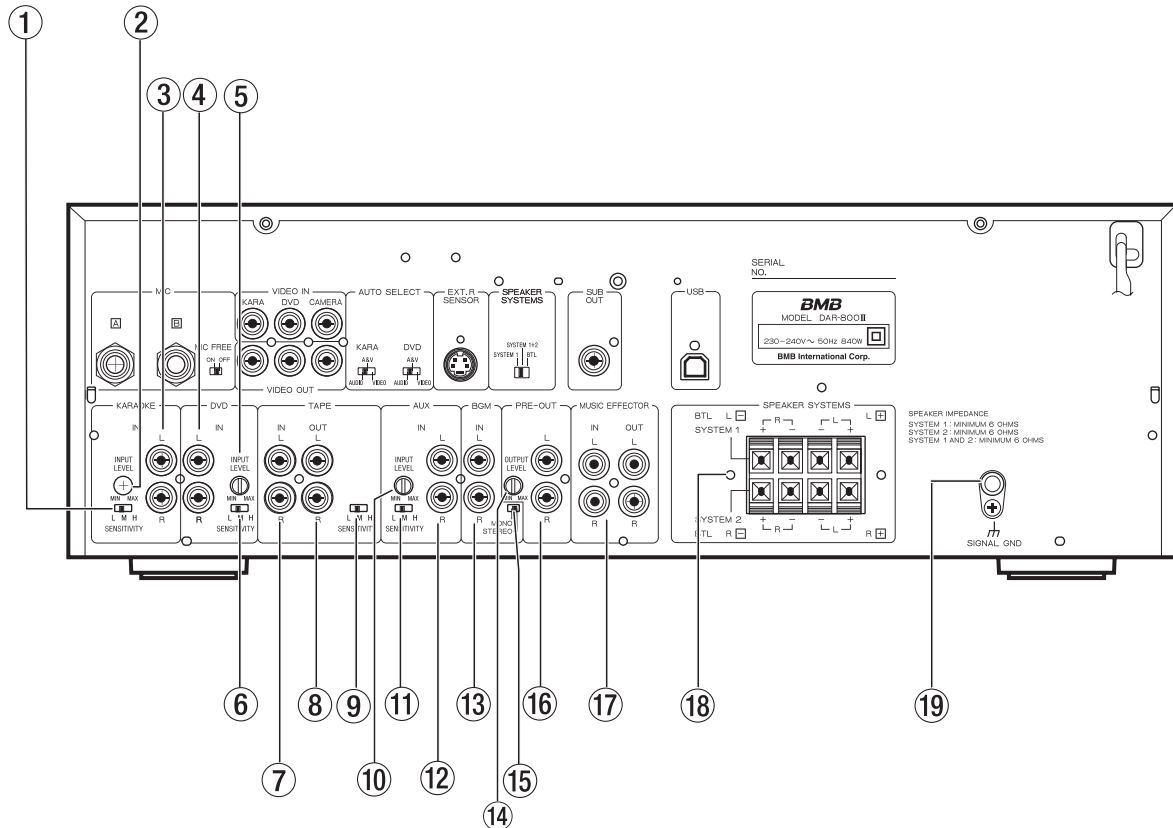 ① ②
③ ④ ⑤
SERIAL
NO.
MIC
VIDEO IN
AUTO SELECT
EXT. R
SENSOR
SPEAKER
SYSTEMS
SUB
OUT
USB
A
B
KARA DVD CAMERA
MIC FREE
ON OFF
KARA DVD
A&V A&V
AUDIO VIDEO AUDIO VIDEO
SYSTEM 1+2
SYSTEM 1 BTL
BMB
MODEL DAR-800II
230-240V~ 50Hz 840W
BMB International Corp.
VIDEO OUT
KARAOKE DVD TAPE AUX BGM PRE-OUT MUSIC EFFECTOR
SPEAKER SYSTEMS
IN IN IN OUT IN IN IN OUT
L L L L L L L L L
INPUT
LEVEL
MIN MAX
L M H
SENSITIVITY
R
R
INPUT
LEVEL
MIN MAX
L M H
SENSITIVITY
R R
L M H
SENSITIVITY
INPUT
LEVEL
MIN MAX
L M H
SENSITIVITY
R
R
OUTPUT
LEVEL
MIN MAX
MONO
STEREO
R
R R
BTL L − L +
SYSTEM 1
+ R − − L +
SYSTEM 2
+ R − − L +
BTL R − R +
SPEAKER IMPEDANCE
SYSTEM 1 : MINIMUM 6 OHMS
SYSTEM 2 : MINIMUM 6 OHMS
SYSTEM 1 AND 2 : MINIMUM 6 OHMS
SIGNAL GND
⑥ ⑧ ⑨ ⑪ ⑬ ⑯ ⑰ ⑱ ⑲
⑦ ⑩ ⑫ ⑮
⑭